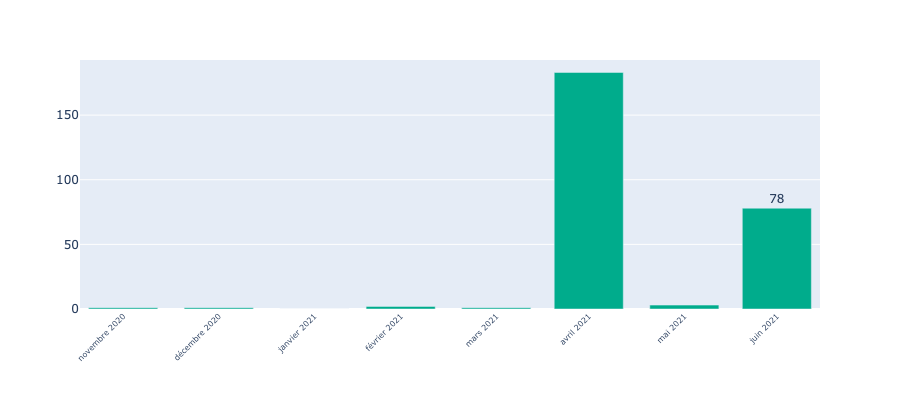 150
100
50
0
78
novembre 2020
décembre 2020
janvier 2021
février 2021
mars 2021
avril 2021
mai 2021
juin 2021